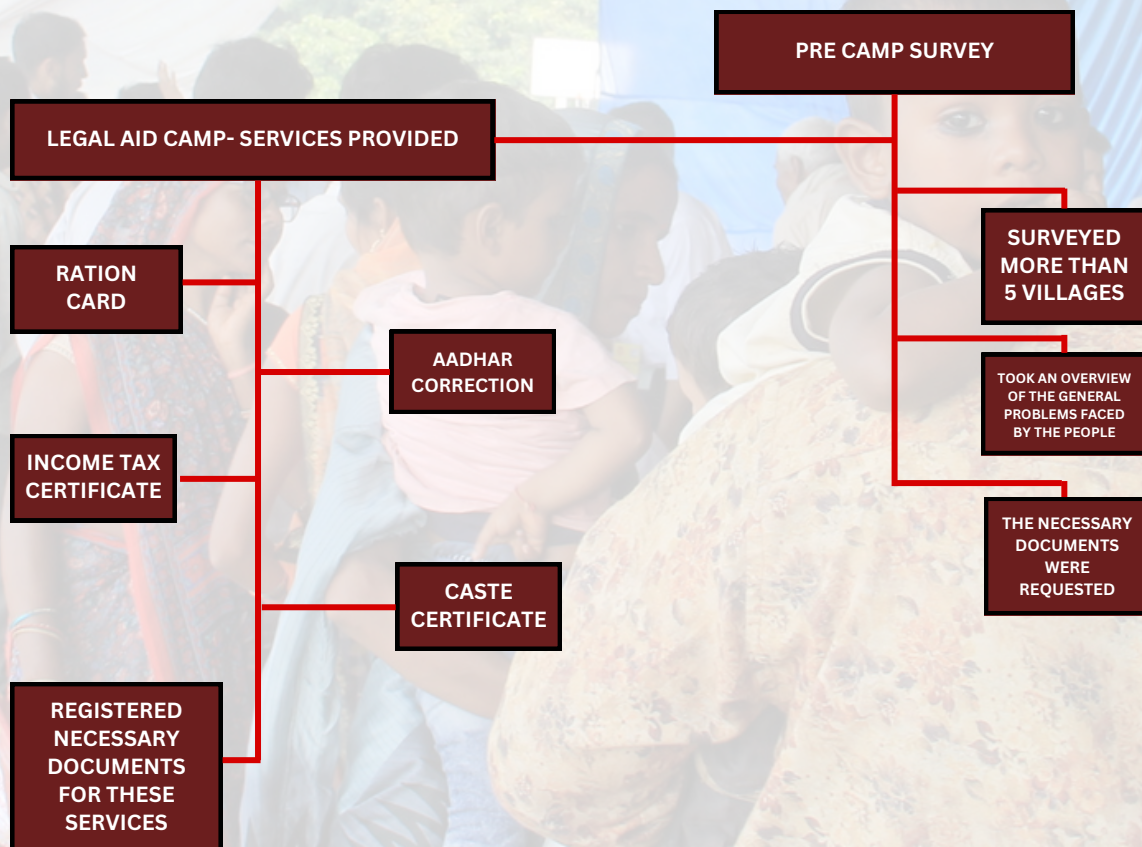 PRE CAMP SURVEY
LEGAL AID CAMP- SERVICES PROVIDED
RATION
CARD
AADHAR
CORRECTION
INCOME TAX
CERTIFICATE
CASTE
CERTIFICATE
REGISTERED
NECESSARY
DOCUMENTS
FOR THESE
SERVICES
SURVEYED
MORE THAN
5 VILLAGES
TOOK AN OVERVIEW
OF THE GENERAL
PROBLEMS FACED
BY THE PEOPLE
THE NECESSARY
DOCUMENTS
WERE
REQUESTED